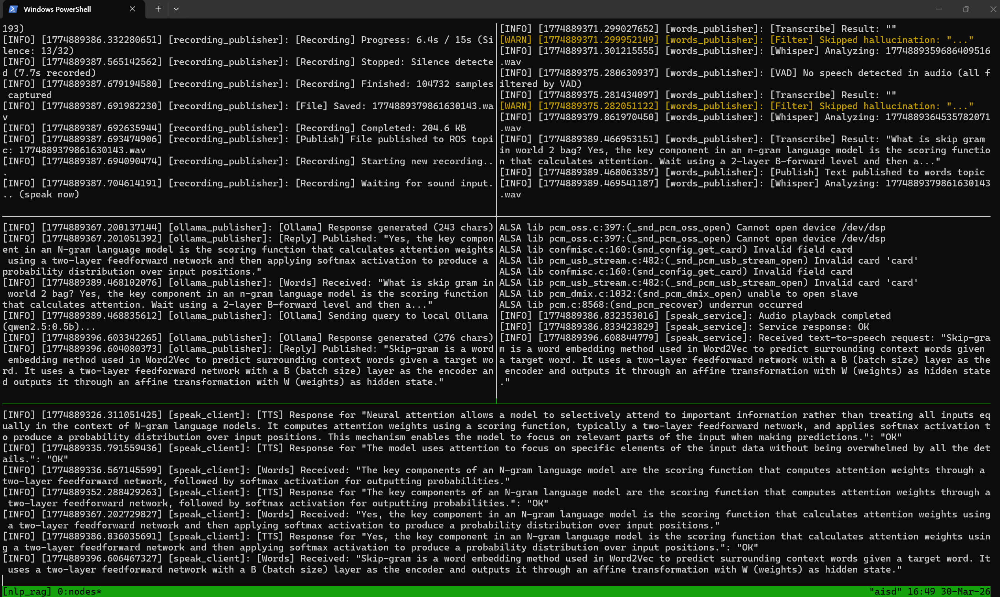 Windows PowerShell
193)
[INFO] [1774889386.332280651] [recording_publisher]: [Recording] Progress: 6.4s / 15s (Si
lence: 13/32)
[INFO] [1774889387.565142562] [recording_publisher]: [Recording] Stopped: Silence detecte
d (7.7s recorded)
[INFO] [1774889387.679194580] [recording_publisher]: [Recording] Finished: 104732 samples
 captured
[INFO] [1774889387.691982230] [recording_publisher]: [File] Saved: 1774889379861630143.wa
v
[INFO] [1774889387.692635944] [recording_publisher]: [Recording] Completed: 204.6 KB
[INFO] [1774889387.693474906] [recording_publisher]: [Publish] File published to ROS topi
c: 1774889379861630143.wav
[INFO] [1774889387.694090474] [recording_publisher]: [Recording] Starting new recording..
.
[INFO] [1774889387.704614191] [recording_publisher]: [Recording] Waiting for sound input.
.. (speak now)
[INFO] [1774889371.299027652] [words_publisher]: [Transcribe] Result: ""
[WARN] [1774889371.299952149] [words_publisher]: [Filter] Skipped hallucination: "..."
[INFO] [1774889371.301215555] [words_publisher]: [Whisper] Analyzing: 1774889359686409516
.wav
[INFO] [1774889375.280630937] [words_publisher]: [VAD] No speech detected in audio (all f
iltered by VAD)
[INFO] [1774889375.281434097] [words_publisher]: [Transcribe] Result: ""
[WARN] [1774889375.282051122] [words_publisher]: [Filter] Skipped hallucination: "..."
[INFO] [1774889379.861970450] [words_publisher]: [Whisper] Analyzing: 1774889364535782071
.wav
[INFO] [1774889389.466953151] [words_publisher]: [Transcribe] Result: "What is skip gram
in world 2 bag? Yes, the key component in an n-gram language model is the scoring functio
n that calculates attention. Wait using a 2-layer B-forward level and then a..."
[INFO] [1774889389.468063357] [words_publisher]: [Publish] Text published to words topic
[INFO] [1774889389.469541187] [words_publisher]: [Whisper] Analyzing: 1774889379861630143
.wav
[INFO] [1774889367.200137144] [ollama_publisher]: [Ollama] Response generated (243 chars)
[INFO] [1774889367.201051392] [ollama_publisher]: [Reply] Published: "Yes, the key compon
ent in an N-gram language model is the scoring function that calculates attention weights
 using a two-layer feedforward network and then applying softmax activation to produce a
probability distribution over input positions."
[INFO] [1774889389.468102076] [ollama_publisher]: [Words] Received: "What is skip gram in
 world 2 bag? Yes, the key component in an n-gram language model is the scoring function
that calculates attention. Wait using a 2-layer B-forward level and then a..."
[INFO] [1774889389.468835612] [ollama_publisher]: [Ollama] Sending query to local Ollama
(qwen2.5:0.5b)...
[INFO] [1774889396.603342265] [ollama_publisher]: [Ollama] Response generated (276 chars)
[INFO] [1774889396.604080373] [ollama_publisher]: [Reply] Published: "Skip-gram is a word
 embedding method used in Word2Vec to predict surrounding context words given a target wo
rd. It uses a two-layer feedforward network with a B (batch size) layer as the encoder an
d outputs it through an affine transformation with W (weights) as hidden state."
ALSA lib pcm_oss.c:397:(_snd_pcm_oss_open) Cannot open device /dev/dsp
ALSA lib pcm_oss.c:397:(_snd_pcm_oss_open) Cannot open device /dev/dsp
ALSA lib confmisc.c:160:(snd_config_get_card) Invalid field card
ALSA lib pcm_usb_stream.c:482:(_snd_pcm_usb_stream_open) Invalid card 'card'
ALSA lib confmisc.c:160:(snd_config_get_card) Invalid field card
ALSA lib pcm_usb_stream.c:482:(_snd_pcm_usb_stream_open) Invalid card 'card'
ALSA lib pcm_dmix.c:1032:(snd_pcm_dmix_open) unable to open slave
ALSA lib pcm.c:8568:(snd_pcm_recover) underrun occurred
[INFO] [1774889386.832353016] [speak_service]: Audio playback completed
[INFO] [1774889386.833423829] [speak_service]: Service response: OK
[INFO] [1774889396.608844779] [speak_service]: Received text-to-speech request: "Skip-gra
m is a word embedding method used in Word2Vec to predict surrounding context words given
a target word. It uses a two-layer feedforward network with a B (batch size) layer as the
 encoder and outputs it through an affine transformation with W (weights) as hidden state
."
[INFO] [1774889326.311051425] [speak_client]: [TTS] Response for "Neural attention allows a model to selectively attend to important information rather than treating all inputs eq
ually in the context of N-gram language models. It computes attention weights using a scoring function, typically a two-layer feedforward network, and applies softmax activation t
o produce a probability distribution over input positions. This mechanism enables the model to focus on relevant parts of the input when making predictions.": "OK"
[INFO] [1774889335.791559436] [speak_client]: [TTS] Response for "The model uses attention to focus on specific elements of the input data without being overwhelmed by all the det
ails.": "OK"
[INFO] [1774889336.567145599] [speak_client]: [Words] Received: "The key components of an N-gram language model are the scoring function that computes attention weights through a
two-layer feedforward network, followed by softmax activation for outputting probabilities."
[INFO] [1774889352.288429263] [speak_client]: [TTS] Response for "The key components of an N-gram language model are the scoring function that computes attention weights through a
 two-layer feedforward network, followed by softmax activation for outputting probabilities.": "OK"
[INFO] [1774889367.202729827] [speak_client]: [Words] Received: "Yes, the key component in an N-gram language model is the scoring function that calculates attention weights using
 a two-layer feedforward network and then applying softmax activation to produce a probability distribution over input positions."
[INFO] [1774889386.836035691] [speak_client]: [TTS] Response for "Yes, the key component in an N-gram language model is the scoring function that calculates attention weights usin
g a two-layer feedforward network and then applying softmax activation to produce a probability distribution over input positions.": "OK"
[INFO] [1774889396.606467327] [speak_client]: [Words] Received: "Skip-gram is a word embedding method used in Word2Vec to predict surrounding context words given a target word. It
 uses a two-layer feedforward network with a B (batch size) layer as the encoder and outputs it through an affine transformation with W (weights) as hidden state."
[nlp_rag] 0:nodes* "aisd" 16:49 30-Mar-26